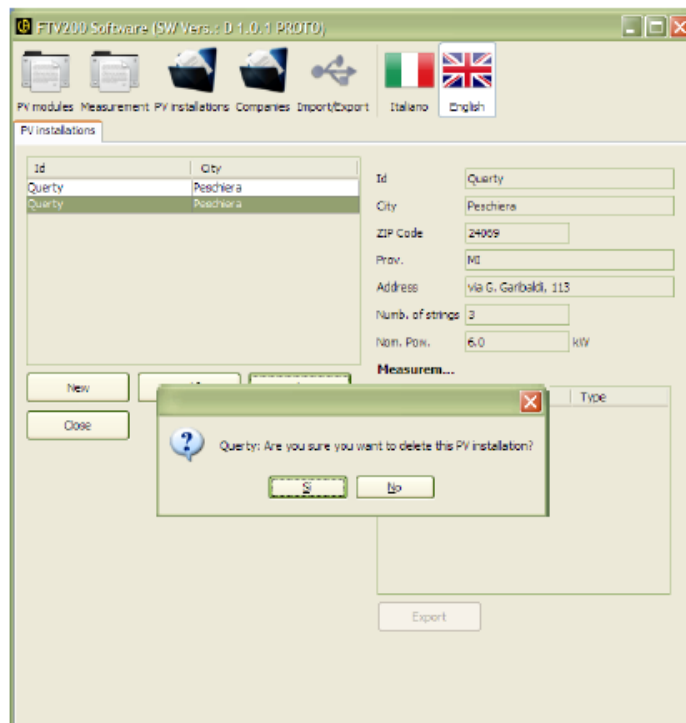 FTV200 Software (SW Vers.: D 1.0.1 PROTO)
PV modules Measurement PV installations Companies Import/Export Italiano English
PV installations
Id City
Querty Peschiera
Querty Peschiera
Id Querty
City Peschiera
ZIP Code 24069
Prov. MI
Address via G. Garibaldi, 113
Numb. of strings 3
Nom. Pow. 6.0 kW
Measurem...
New
Type
Close
Querty: Are you sure you want to delete this PV installation?
Sì No
Export